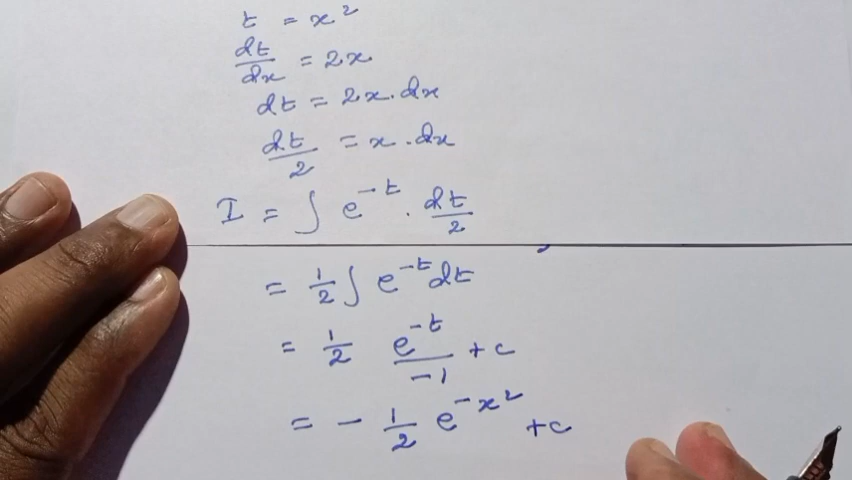 t = x²
dt/dx = 2x
dt = 2x.dx
dt/2 = x.dx
I = ∫ e^-t . dt/2
= 1/2 ∫ e^-t dt
= 1/2 e^-t/-1 + c
= - 1/2 e^-x² + c